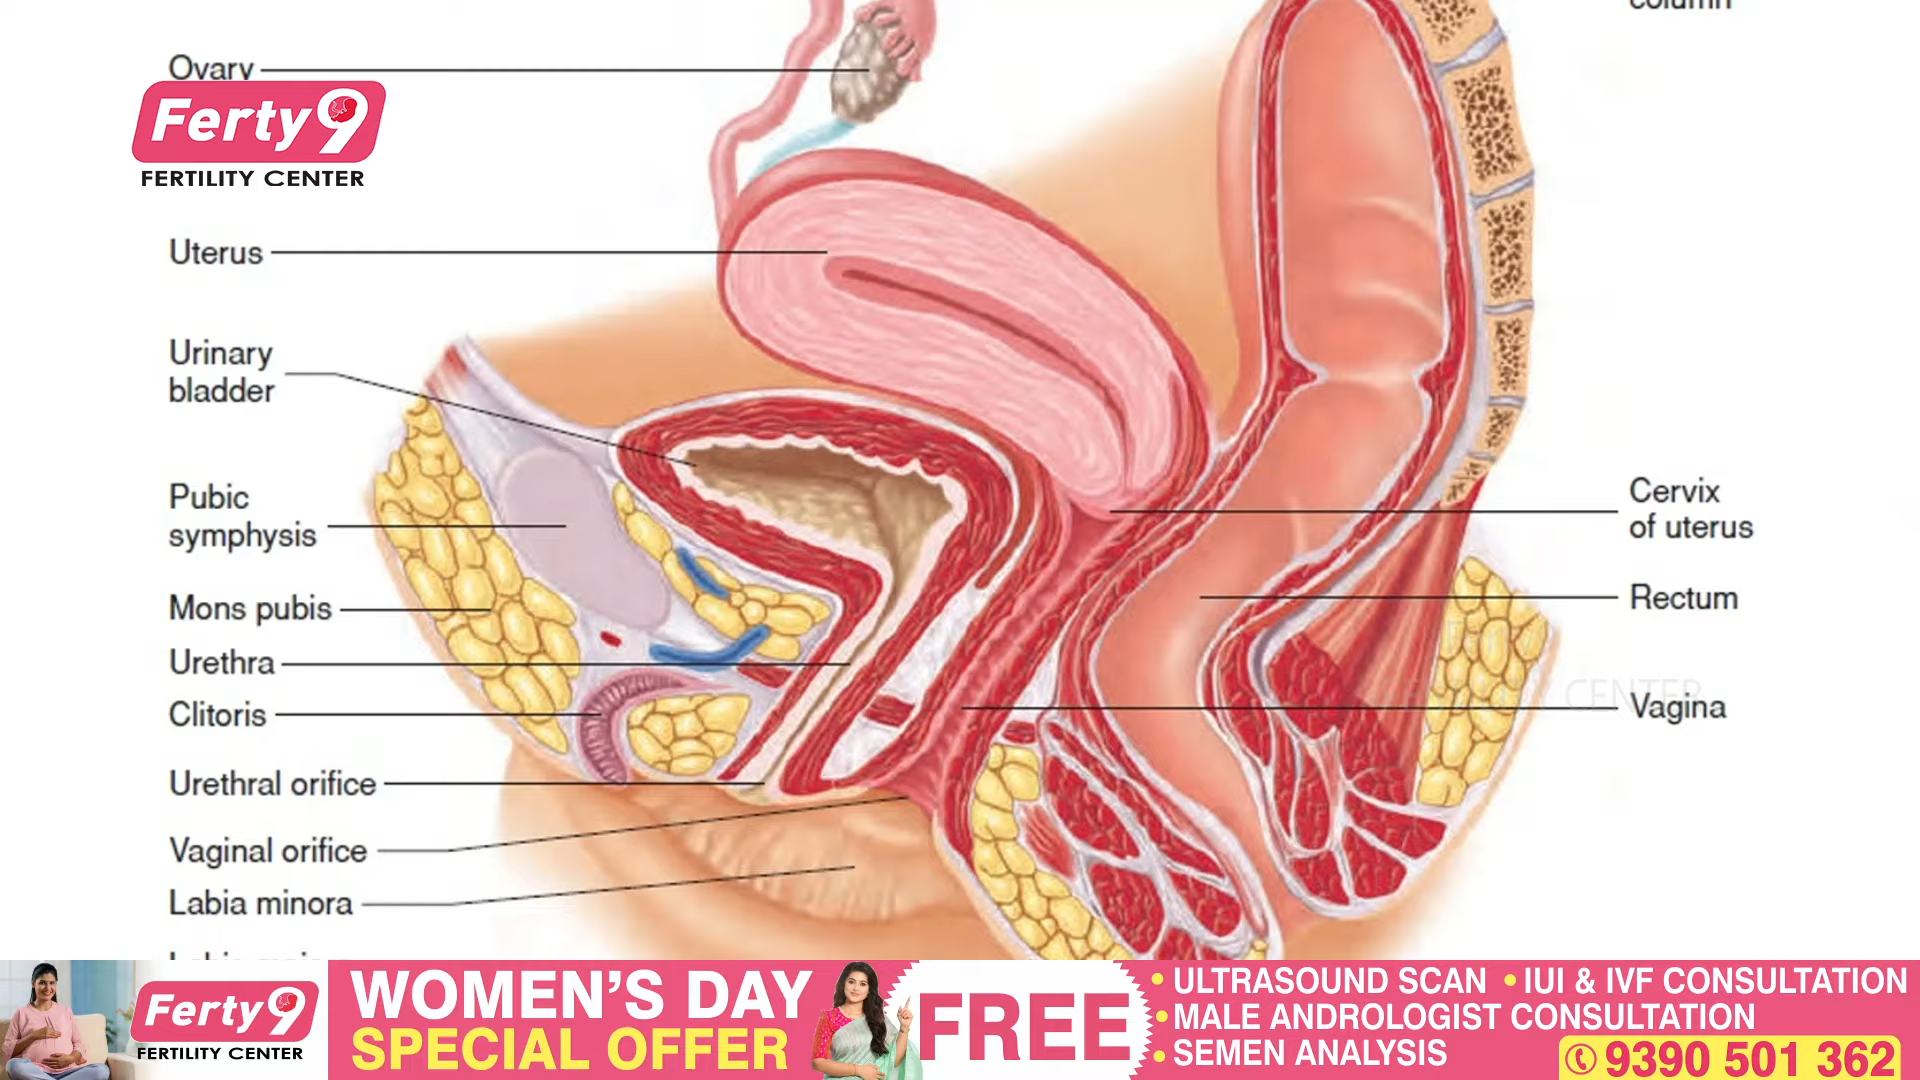 column
Ovary
Ferty9
FERTILITY CENTER
Uterus
Urinary
bladder
Pubic
symphysis
Mons pubis
Urethra
Clitoris
Urethral orifice
Vaginal orifice
Labia minora
Cervix
of uterus
Rectum
Vagina
CENTER
Ferty9
FERTILITY CENTER
WOMEN'S DAY
SPECIAL OFFER
FREE
• ULTRASOUND SCAN • IUI & IVF CONSULTATION
• MALE ANDROLOGIST CONSULTATION
• SEMEN ANALYSIS
9390 501 362